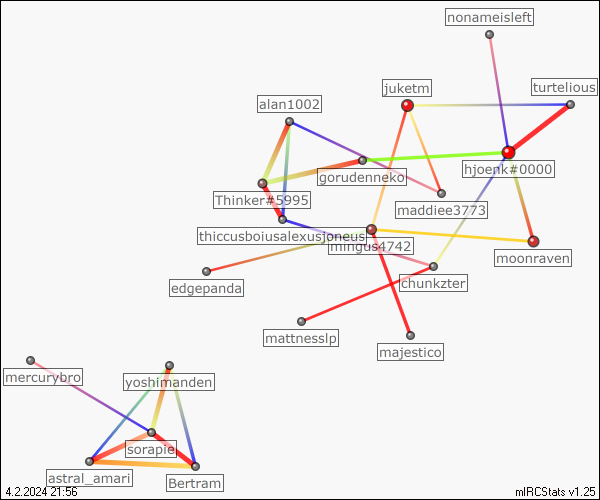 nonameisleft
juketm
turtelious
alan1002
hjoenk#0000
gorudenneko
Thinker#5995
maddiee3773
thiccusboiusalexusjoneus
mingus4742
moonraven
edgepanda
chunkzter
mattnesslp
majestico
mercurybro
yoshimanden
sorapie
astral_amari
Bertram
4.2.2024 21:56
mIRCStats v1.25